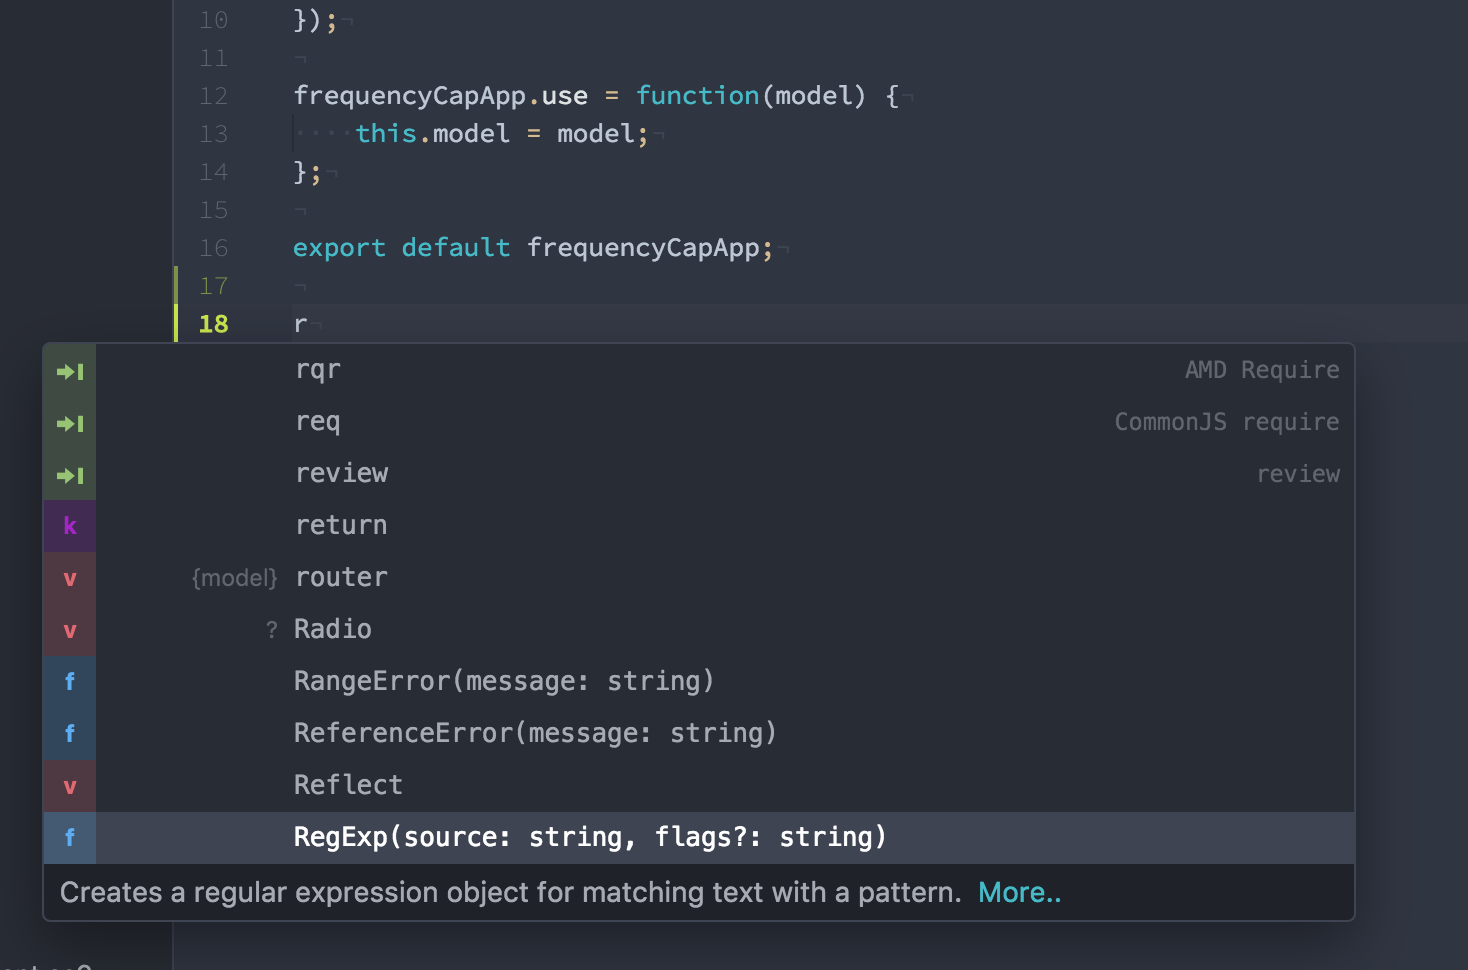 10 });
11
12 frequencyCapApp.use = function(model) {
13 this.model = model;
14 };
15
16 export default frequencyCapApp;
17
18 r
rqr AMD Require
req CommonJS require
review review
k return
v {model} router
v ? Radio
f RangeError(message: string)
f ReferenceError(message: string)
v Reflect
f RegExp(source: string, flags?: string)
Creates a regular expression object for matching text with a pattern. More..